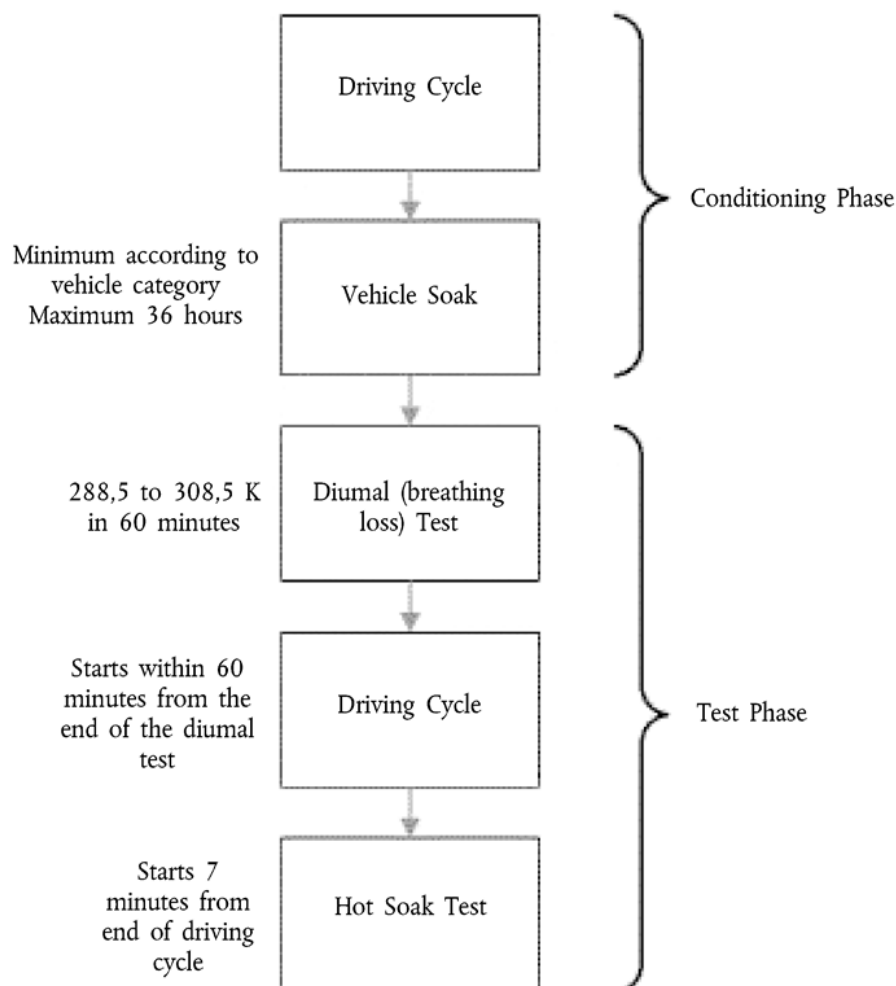 Driving Cycle
Conditioning Phase
Minimum according to
vehicle category
Maximum 36 hours
Vehicle Soak
288,5 to 308,5 K
in 60 minutes
Diumal (breathing
loss) Test
Starts within 60
minutes from the
end of the diumal
test
Driving Cycle
Test Phase
Starts 7
minutes from
end of driving
cycle
Hot Soak Test